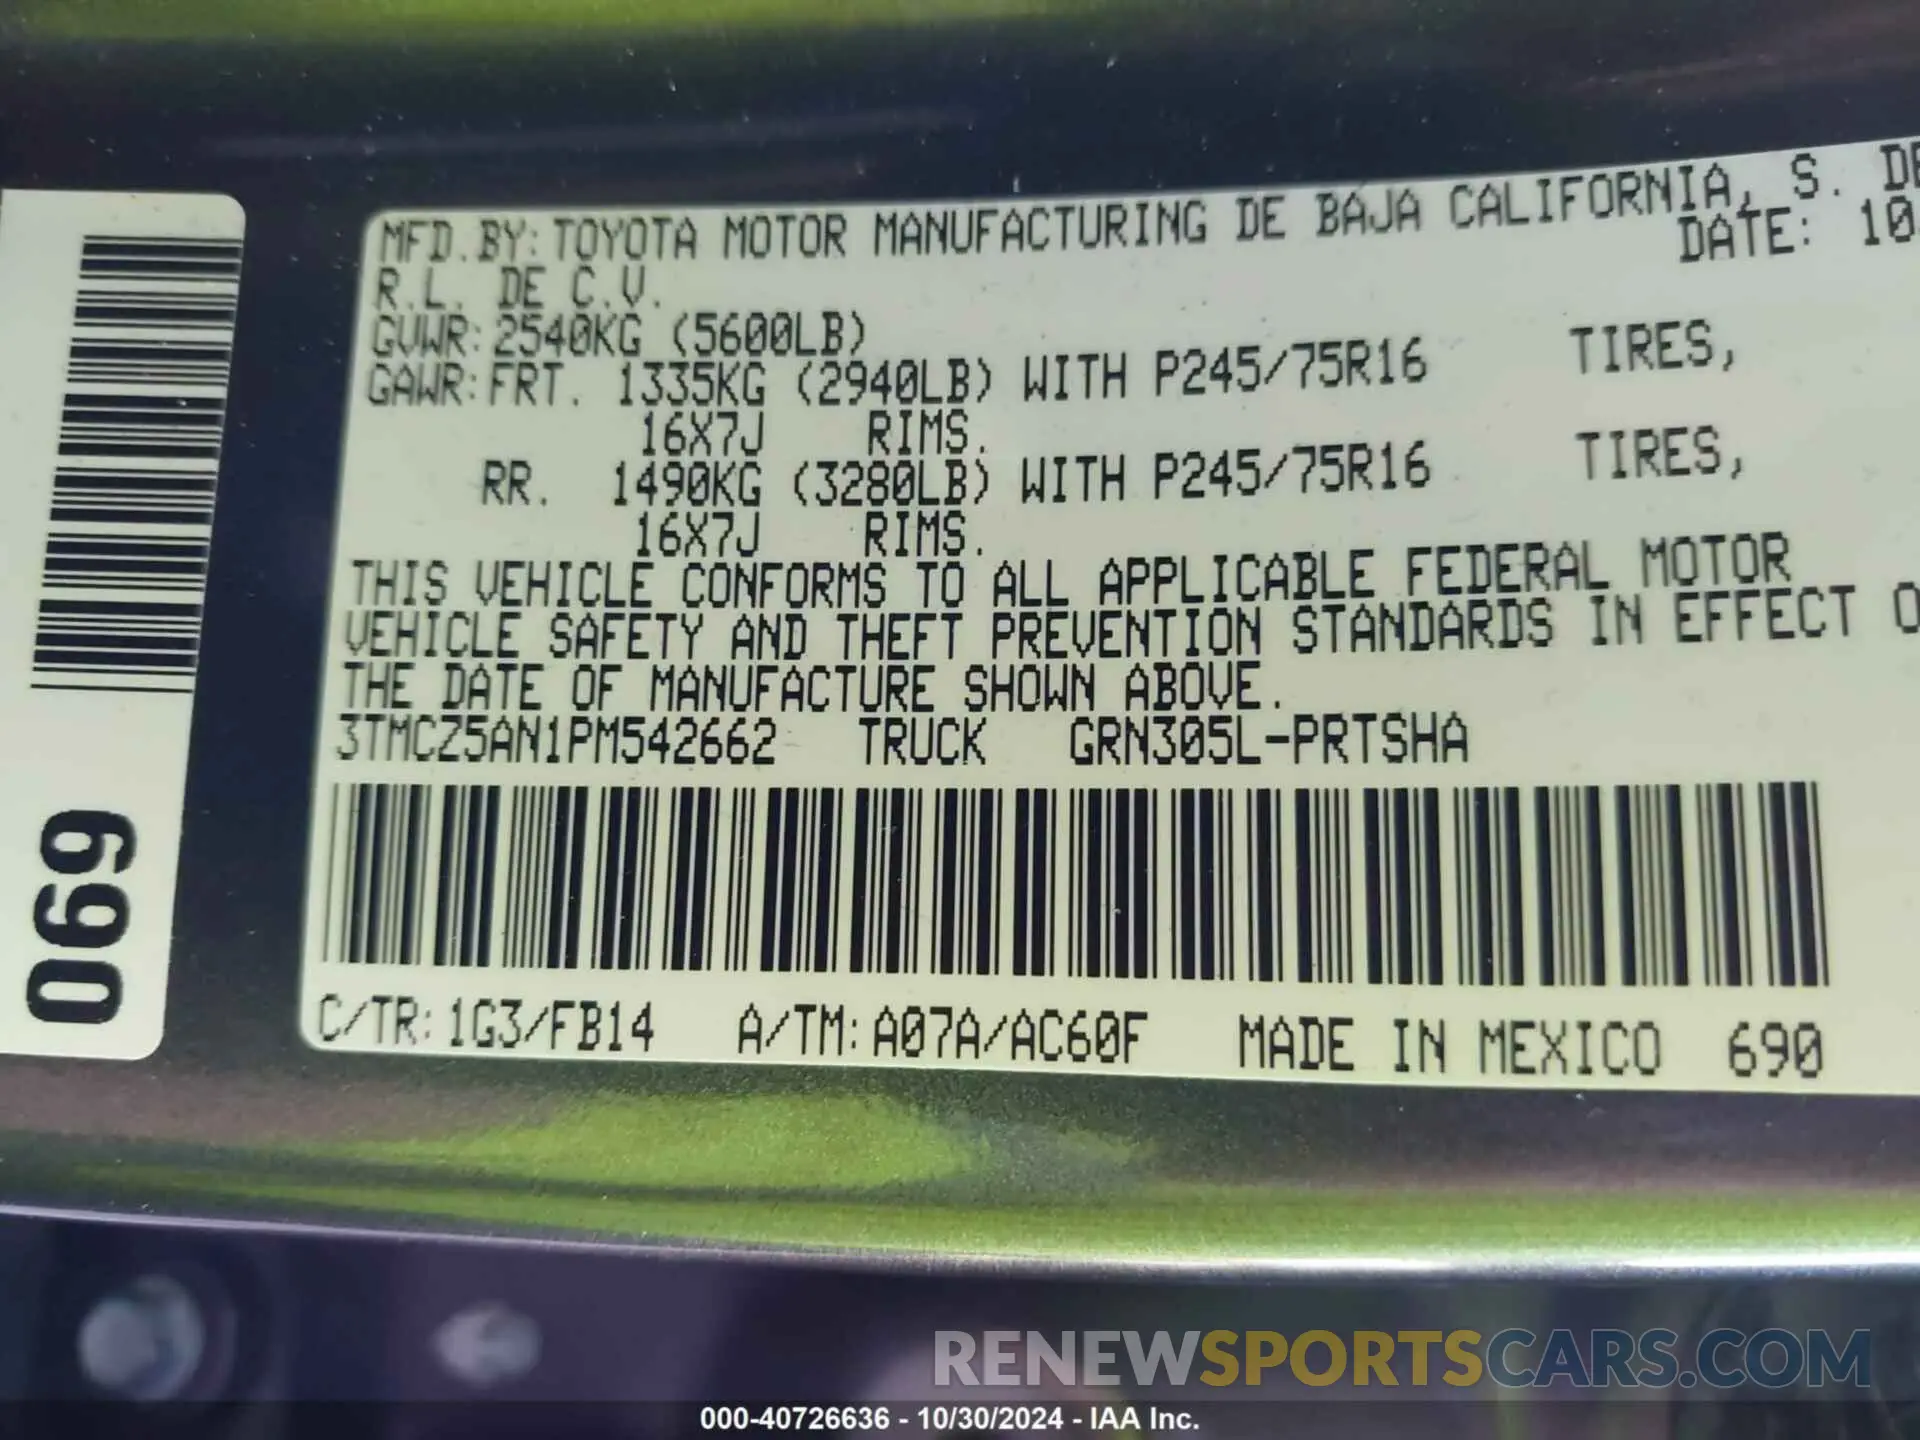 MFD.BY: TOYOTA MOTOR MANUFACTURING DE BAJA CALIFORNIA, S. DE
R.L. DE C.V. DATE: 10
GVWR: 2540KG (5600LB)
GAWR: FRT. 1335KG (2940LB) WITH P245/75R16 TIRES,
16X7J RIMS.
RR. 1490KG (3280LB) WITH P245/75R16 TIRES,
16X7J RIMS.
THIS VEHICLE CONFORMS TO ALL APPLICABLE FEDERAL MOTOR
VEHICLE SAFETY AND THEFT PREVENTION STANDARDS IN EFFECT O
THE DATE OF MANUFACTURE SHOWN ABOVE.
3TMCZ5AN1PM542662 TRUCK GRN305L-PRTSHA
C/TR: 1G3/FB14 A/TM: A07A/AC60F MADE IN MEXICO 690
069
RENEWSPORTSCARS.COM
000-40726636 - 10/30/2024 - IAA Inc.